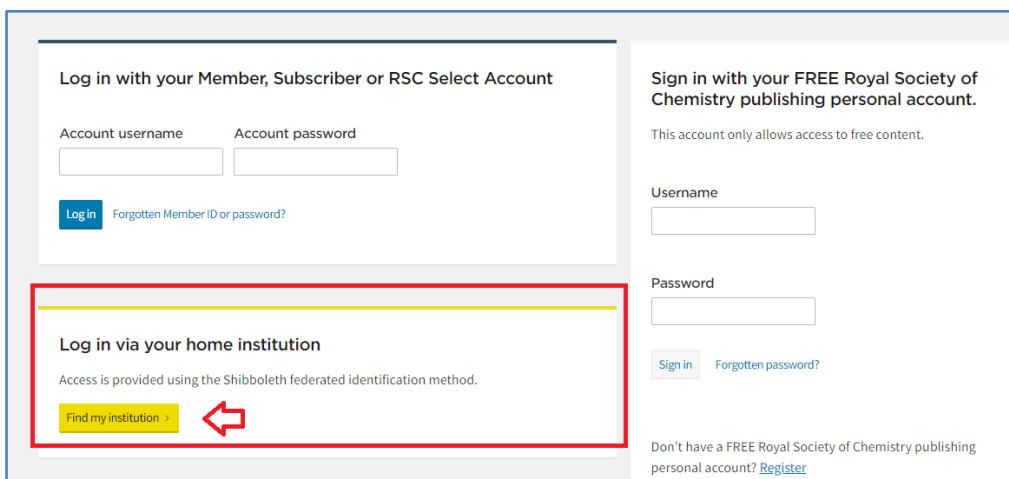 Log in with your Member, Subscriber or RSC Select Account
Account username
Account password
Log in
Forgotten Member ID or password?
Log in via your home institution
Access is provided using the Shibboleth federated identification method.
Find my institution >
Sign in with your FREE Royal Society of
Chemistry publishing personal account.
This account only allows access to free content.
Username
Password
Sign in
Forgotten password?
Don't have a FREE Royal Society of Chemistry publishing
personal account? Register